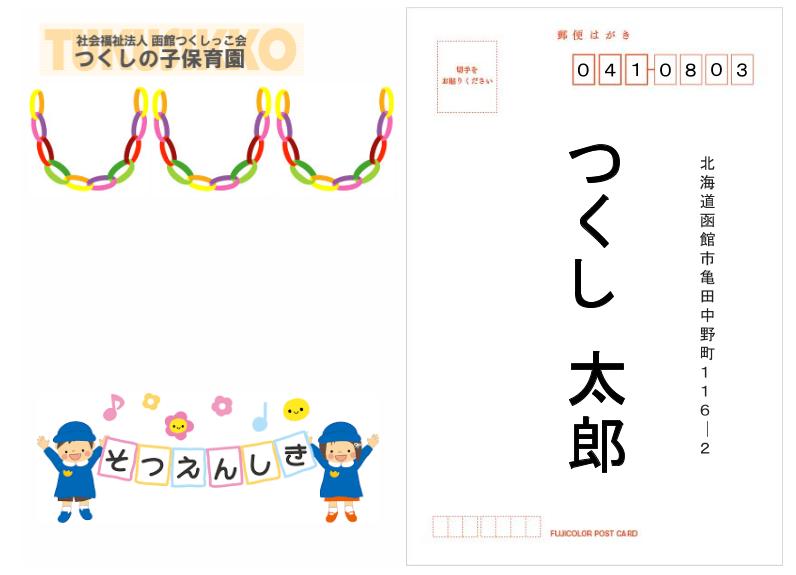 TUKUSIKKO
社会福祉法人 函館つくしっこ会
つくしの子保育園
そつえんしき
郵便はがき
切手を
お貼りください
0410803
北海道函館市亀田中野町116―2
つくし 太郎
FUJICOLOR POST CARD